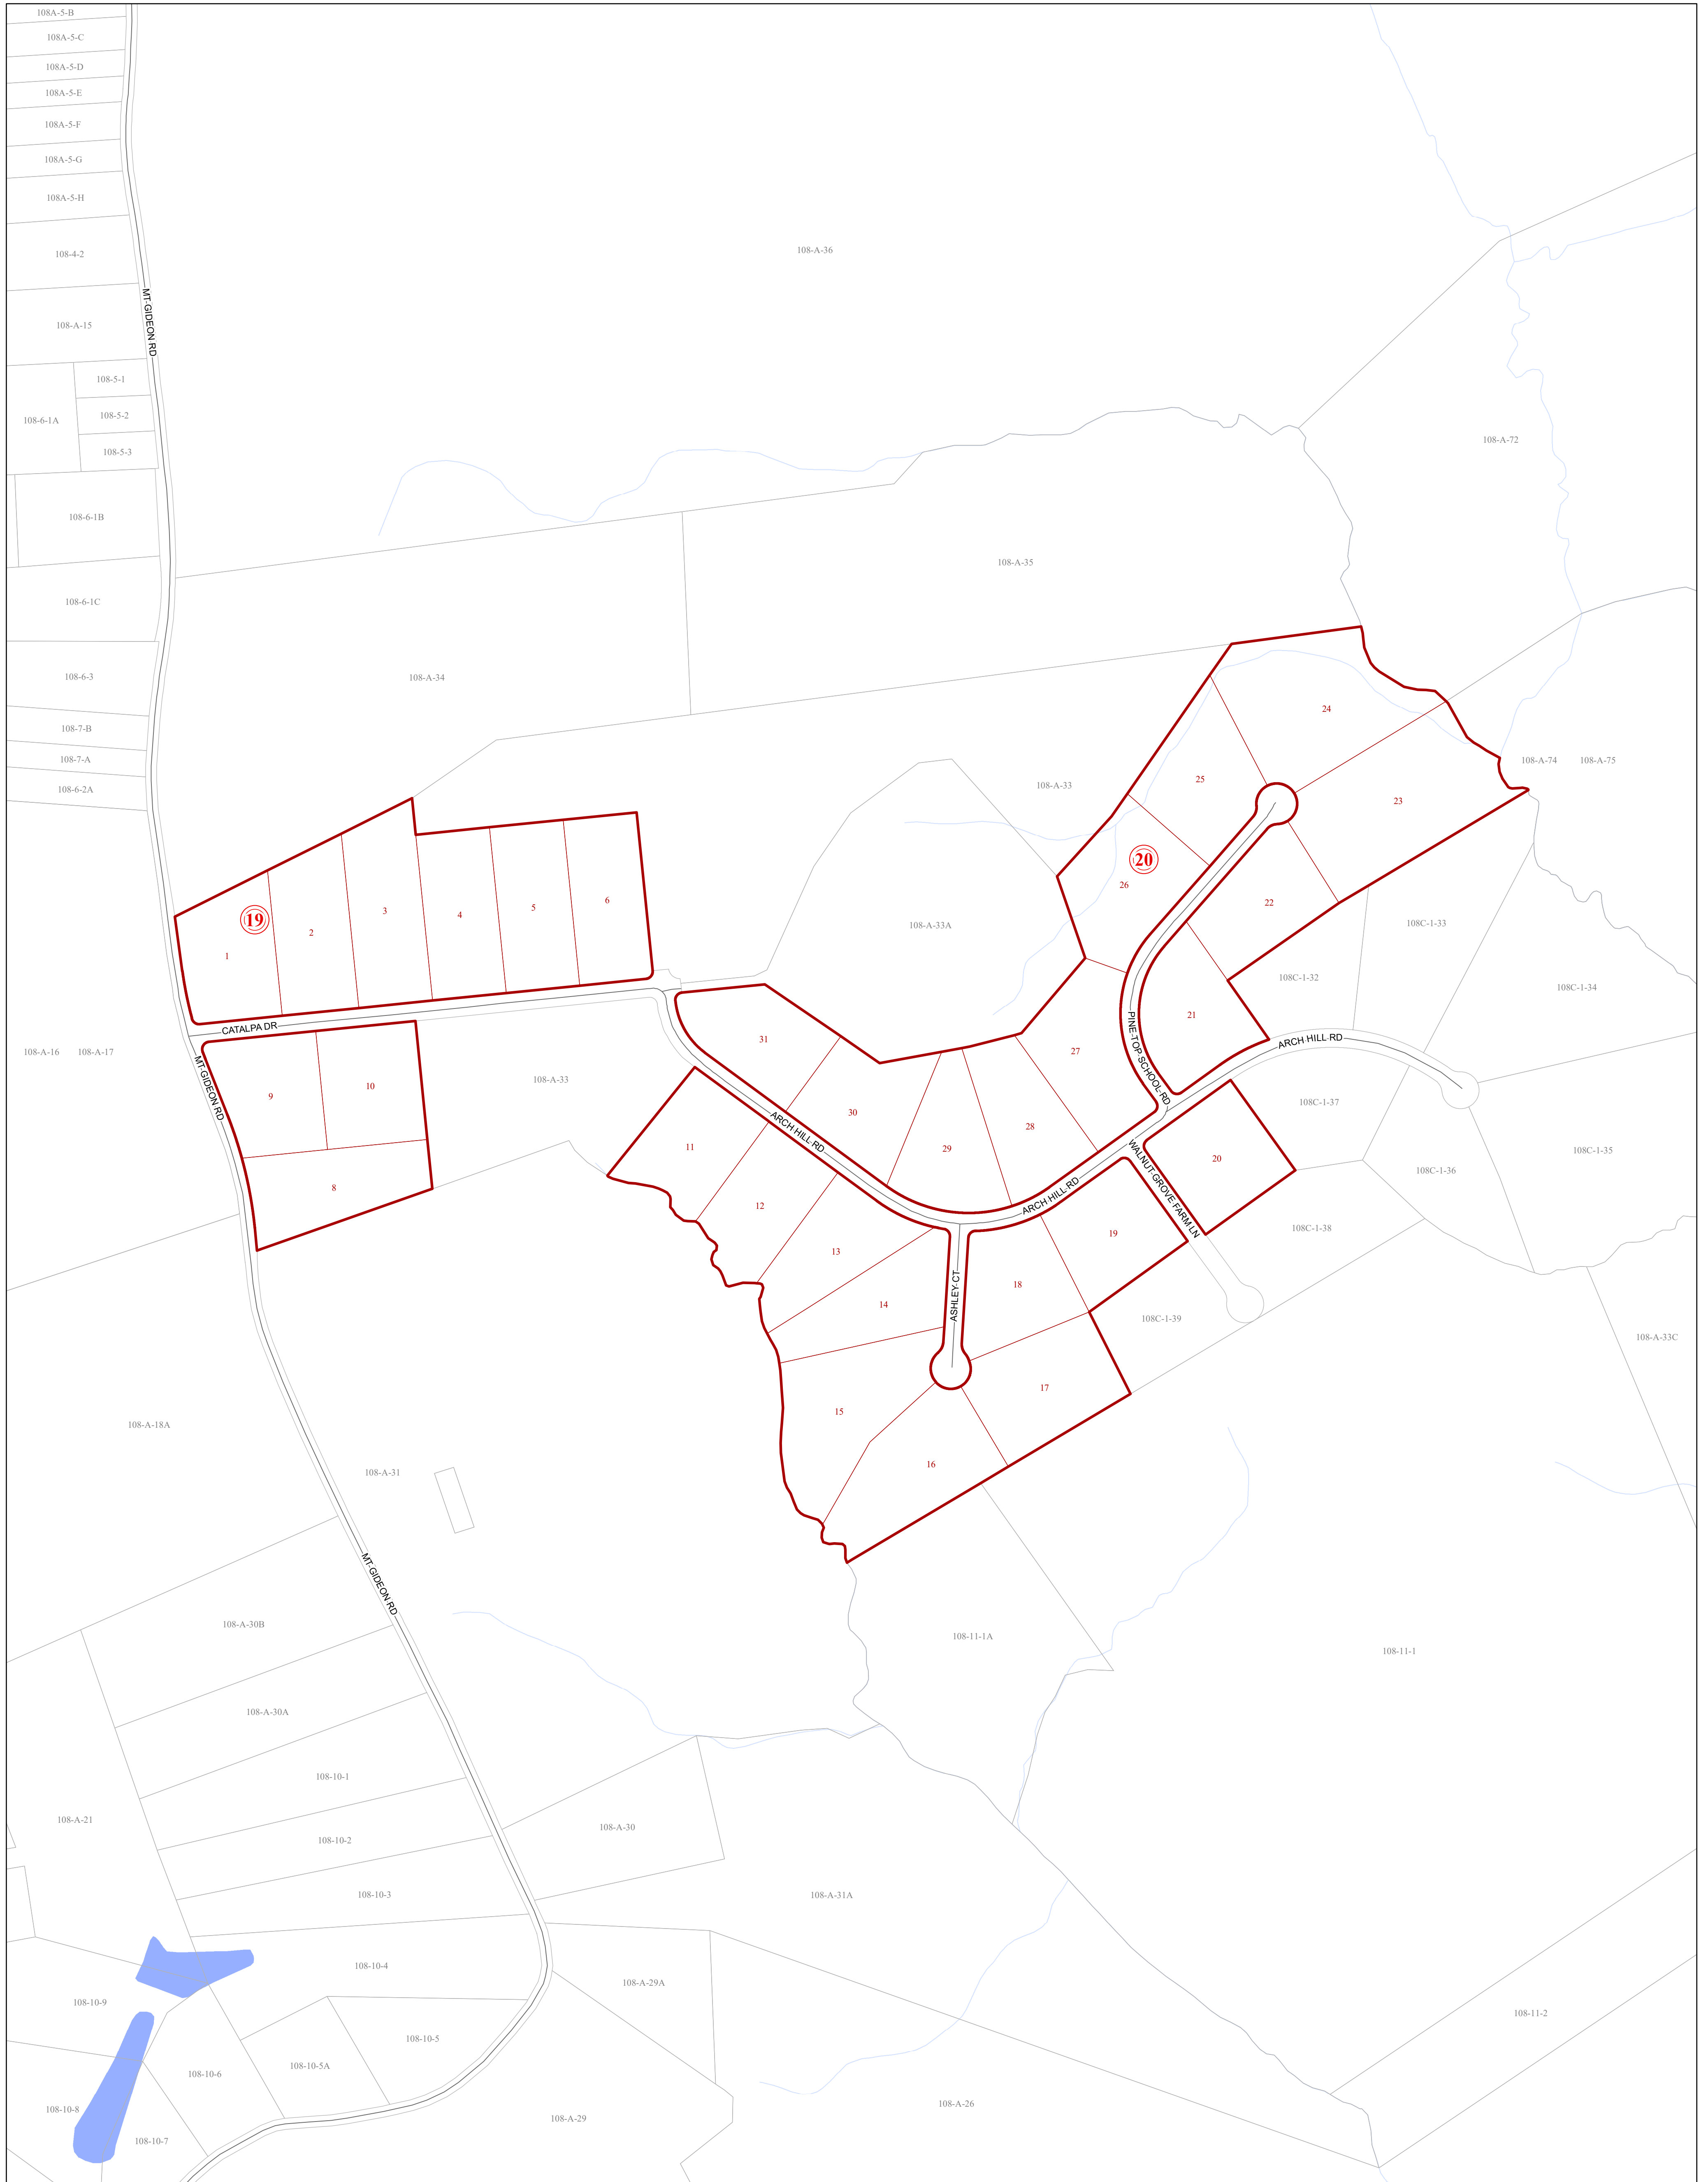 108A-5-B
108A-5-C
108A-5-D
108A-5-E
108A-5-F
108A-5-G
108A-5-H
108-4-2
108-A-36
MT GIDEON RD
108-A-15
108-5-1
108-6-1A
108-5-2
108-5-3
108-A-72
108-6-1B
108-A-35
108-6-1C
108-6-3
108-A-34
24
108-7-B
108-7-A
108-A-74
108-A-75
108-6-2A
108-A-33
25
23
20
26
6
5
4
3
19
2
1
108-A-33A
22
108C-1-33
108C-1-32
108C-1-34
21
PINE TOP SCHOOL RD
CATALPA DR
31
ARCH HILL RD
108-A-16
108-A-17
27
MT GIDEON RD
9
10
108-A-33
30
ARCH HILL RD
28
108C-1-37
11
29
20
108C-1-36
108C-1-35
8
WALNUT GROVE FARM LN
ARCH HILL RD
12
19
108C-1-38
13
18
ASHLEY CT
14
108C-1-39
108-A-33C
17
15
108-A-18A
16
108-A-31
MT GIDEON RD
108-A-30B
108-11-1A
108-11-1
108-A-30A
108-10-1
108-A-21
108-A-30
108-10-2
108-10-3
108-A-31A
108-10-4
108-A-29A
108-10-9
108-11-2
108-10-5
108-10-5A
108-10-6
108-10-8
108-A-26
108-A-29
108-10-7